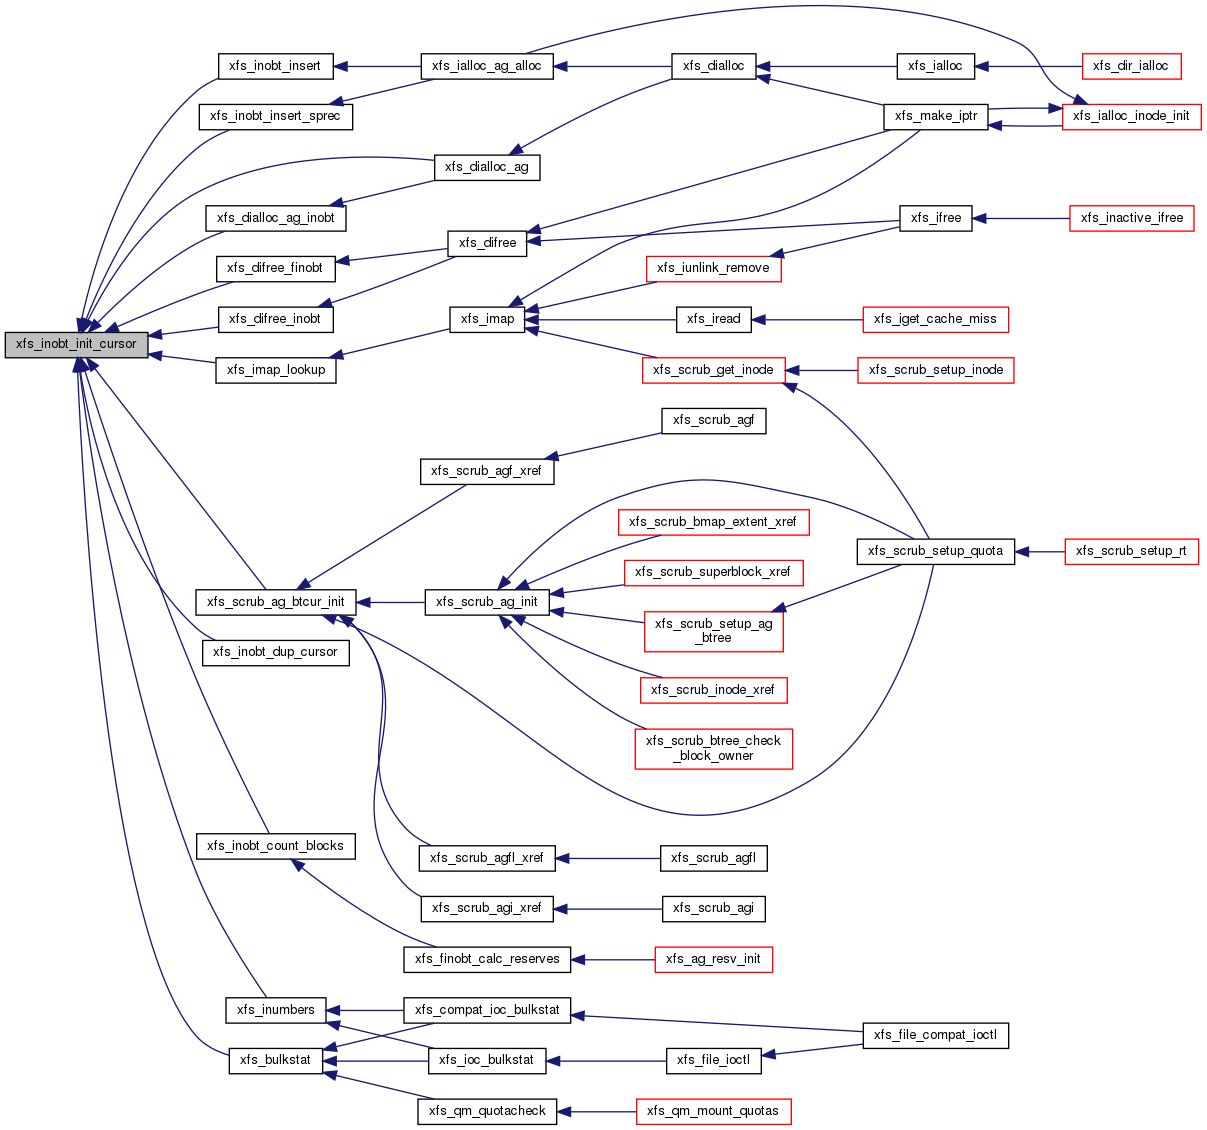 xfs_inobt_insert
xfs_ialloc_ag_alloc
xfs_dialloc
xfs_ialloc
xfs_dir_ialloc
xfs_inobt_insert_sprec
xfs_make_iptr
xfs_ialloc_inode_init
xfs_dialloc_ag
xfs_dialloc_ag_inobt
xfs_difree
xfs_ifree
xfs_inactive_ifree
xfs_difree_finobt
xfs_iunlink_remove
xfs_difree_inobt
xfs_imap
xfs_iread
xfs_iget_cache_miss
xfs_inobt_init_cursor
xfs_imap_lookup
xfs_scrub_get_inode
xfs_scrub_setup_inode
xfs_scrub_agf
xfs_scrub_agf_xref
xfs_scrub_bmap_extent_xref
xfs_scrub_setup_quota
xfs_scrub_setup_rt
xfs_scrub_superblock_xref
xfs_scrub_ag_btcur_init
xfs_scrub_ag_init
xfs_scrub_setup_ag
_btree
xfs_inobt_dup_cursor
xfs_scrub_inode_xref
xfs_scrub_btree_check
_block_owner
xfs_inobt_count_blocks
xfs_scrub_agfl_xref
xfs_scrub_agfl
xfs_scrub_agi_xref
xfs_scrub_agi
xfs_finobt_calc_reserves
xfs_ag_resv_init
xfs_inumbers
xfs_compat_ioc_bulkstat
xfs_file_compat_ioctl
xfs_bulkstat
xfs_ioc_bulkstat
xfs_file_ioctl
xfs_qm_quotacheck
xfs_qm_mount_quotas